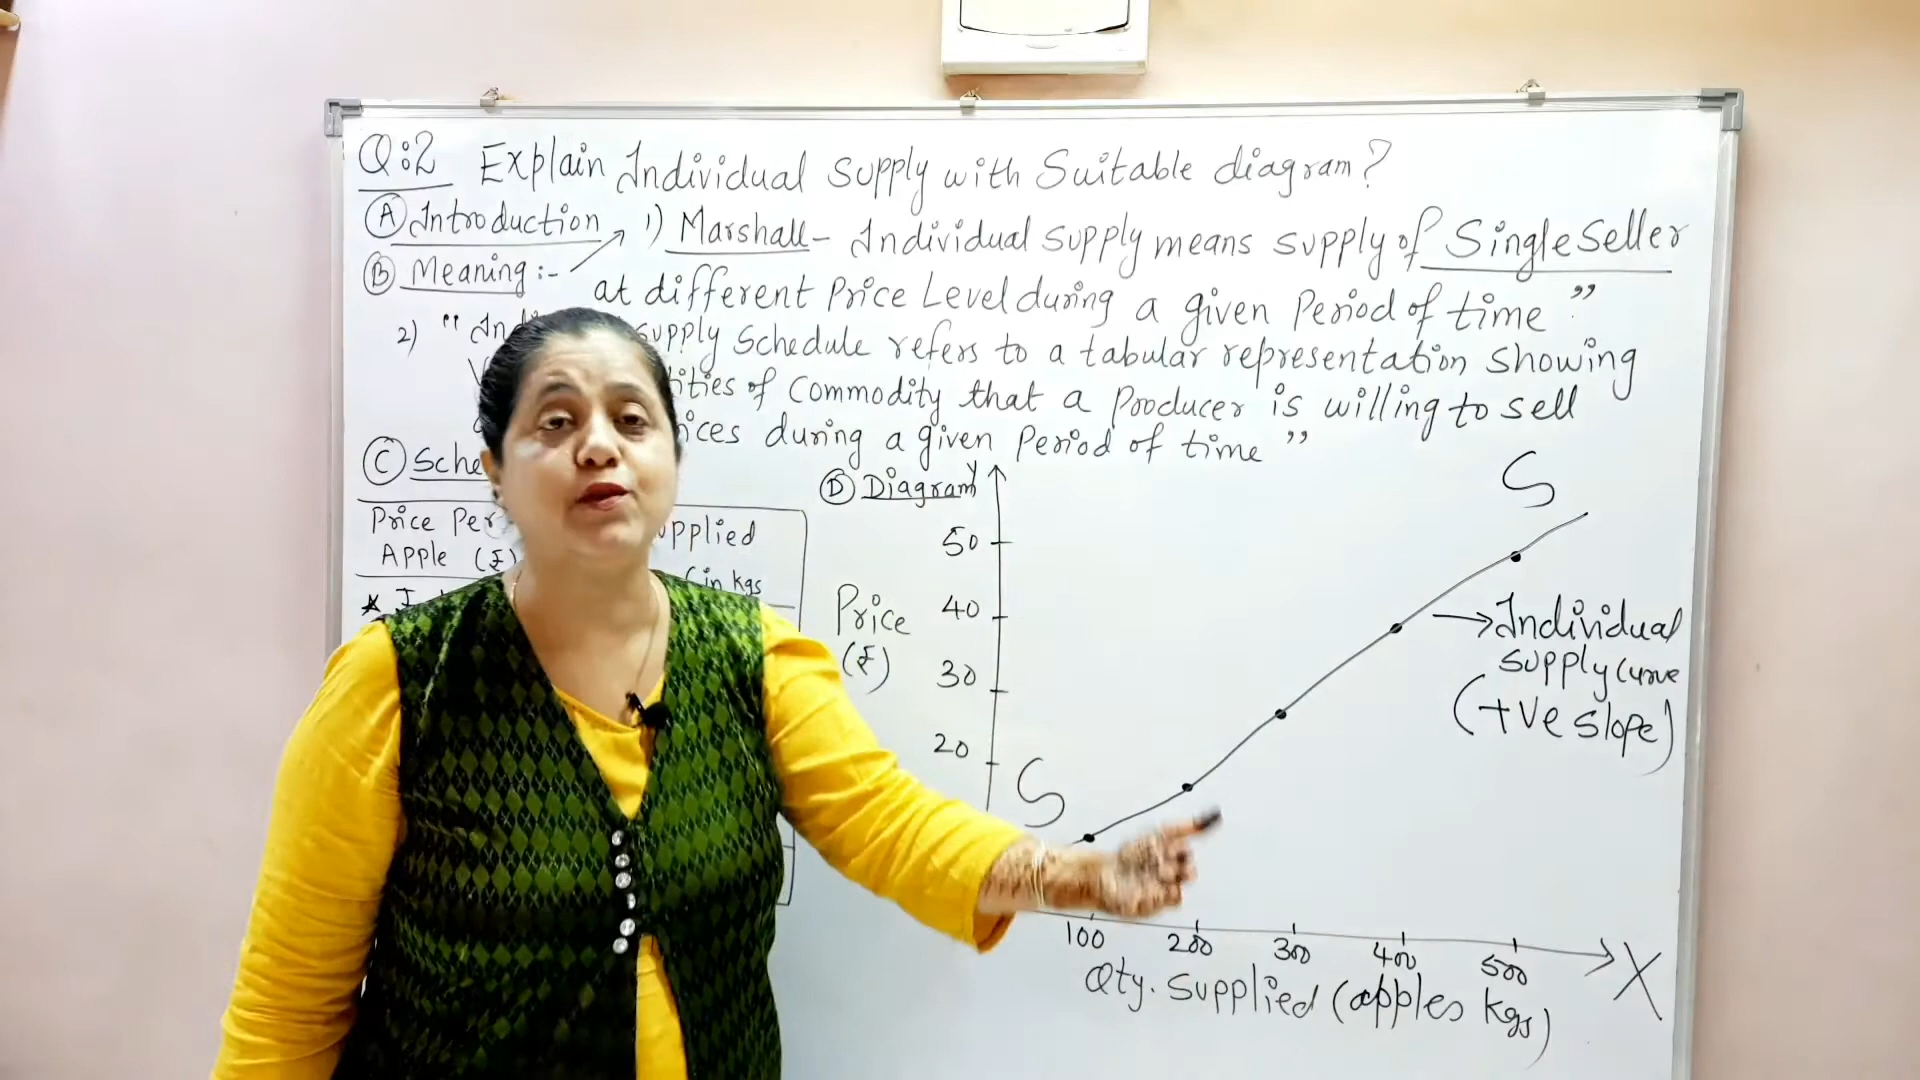 Q:2 Explain Individual Supply with Suitable diagram?
(A) Introduction
1) Marshall - Individual supply means supply of Single Seller
(B) Meaning :-
at different Price Level during a given Period of time"
2) " supply Schedule refers to a tabular representation showing
of Commodity that a Producer is willing to sell
during a given Period of time"
(C)
Price Per
Apple (₹)
(in kgs
(D) Diagram
Y
50
40
30
20
Price
(₹)
S
S
→ Individual
supply curve
(+ve slope)
100 200 300 400 500
X
Qty. Supplied (apples kgs)